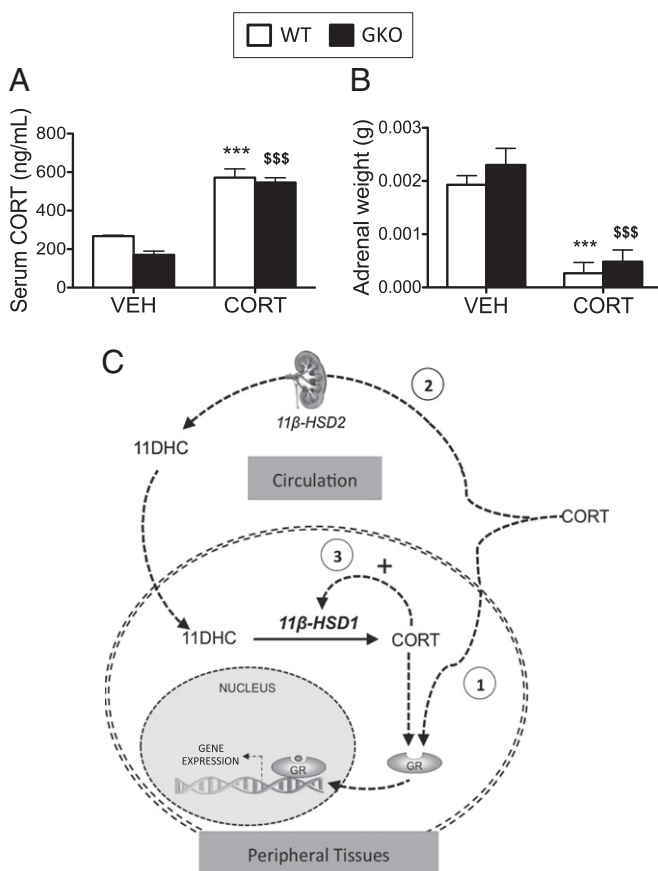 WT GKO
A
Serum CORT (ng/mL)
800
600
400
200
0
***
$$$
VEH CORT
B
Adrenal weight (g)
0.003
0.002
0.001
0.000
***
$$$
VEH CORT
C
2
11β-HSD2
11DHC
Circulation
CORT
3
+
11β-HSD1
11DHC
CORT
NUCLEUS
1
GENE
EXPRESSION
GR
GR
Peripheral Tissues